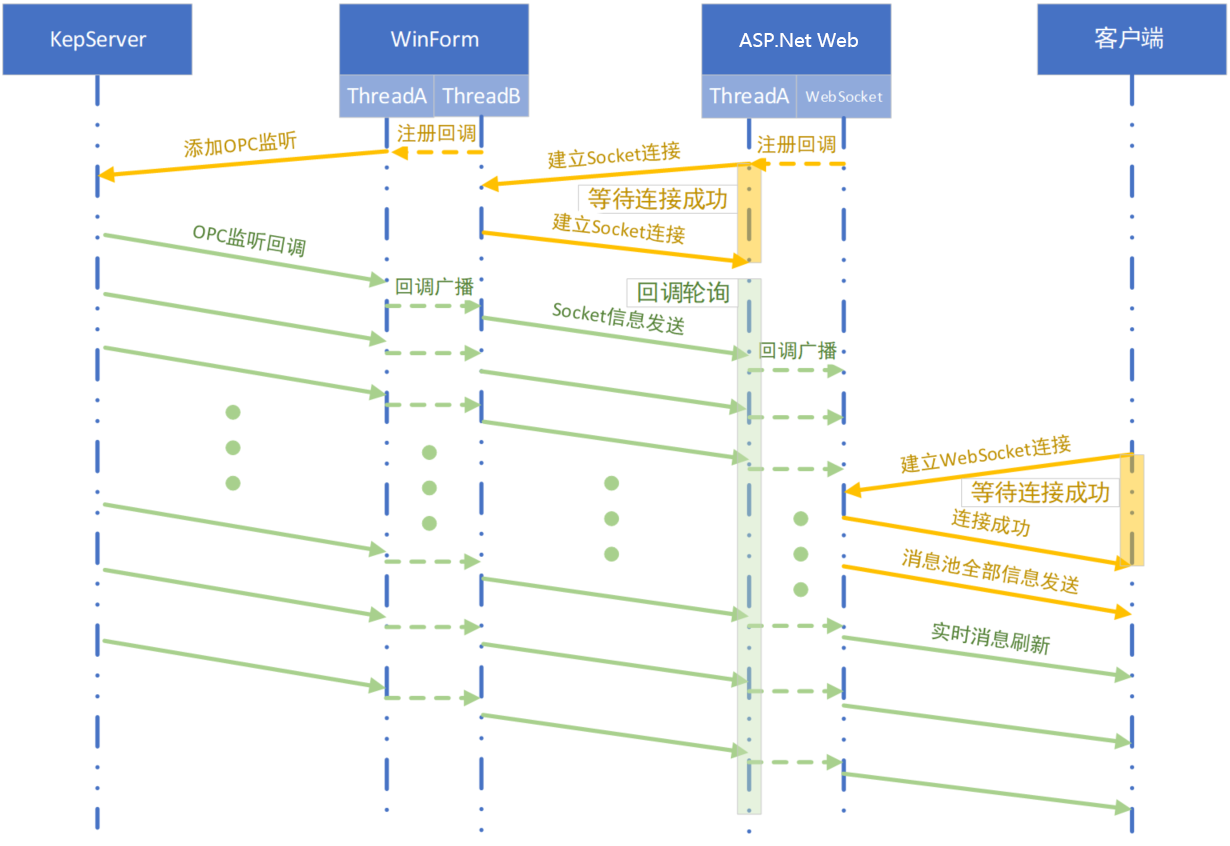 KepServer
WinForm
ASP.Net Web
客户端
ThreadA
ThreadB
ThreadA
WebSocket
注册回调
添加OPC监听
注册回调
建立Socket连接
等待连接成功
建立Socket连接
OPC监听回调
回调广播
回调轮询
Socket信息发送
回调广播
建立WebSocket连接
等待连接成功
连接成功
消息池全部信息发送
实时消息刷新